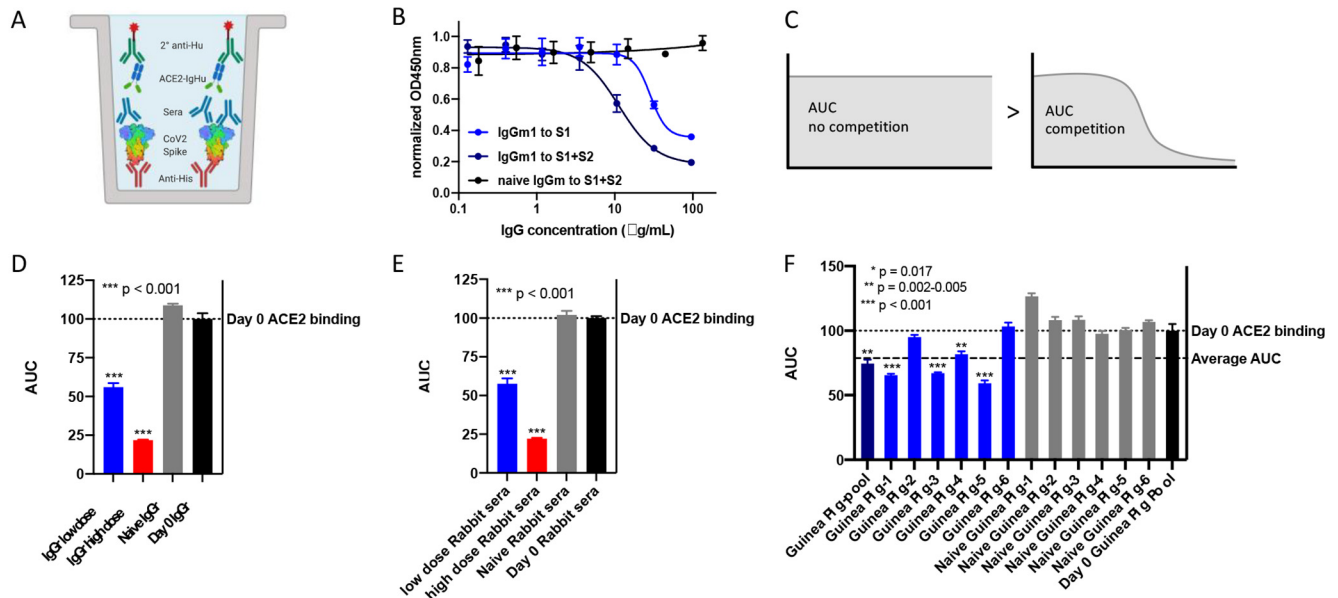 A
2° anti-Hu
ACE2-IgHu
Sera
CoV2
Spike
Anti-His
B
normalized OD450nm
1.0
0.8
0.6
0.4
0.2
0.0
IgGm1 to S1
IgGm1 to S1+S2
naive IgGm to S1+S2
0.1
1
10
100
IgG concentration (□g/mL)
C
AUC
no competition
>
AUC
competition
D
AUC
125
100
75
50
25
0
*** p < 0.001
Day 0 ACE2 binding
***
***
IgGr low dose
IgGr high dose
Naive IgGr
Day 0 IgGr
E
AUC
125
100
75
50
25
0
*** p < 0.001
Day 0 ACE2 binding
***
***
low dose Rabbit sera
high dose Rabbit sera
Naive Rabbit sera
Day 0 Rabbit sera
F
AUC
150
100
50
0
* p = 0.017
** p = 0.002-0.005
*** p < 0.001
Day 0 ACE2 binding
Average AUC
**
***
***
**
***
Guinea Pig-pool
Guinea Pig-1
Guinea Pig-2
Guinea Pig-3
Guinea Pig-4
Guinea Pig-5
Guinea Pig-6
Naive Guinea Pig-1
Naive Guinea Pig-2
Naive Guinea Pig-3
Naive Guinea Pig-4
Naive Guinea Pig-5
Naive Guinea Pig-6
Day 0 Guinea Pig Pool